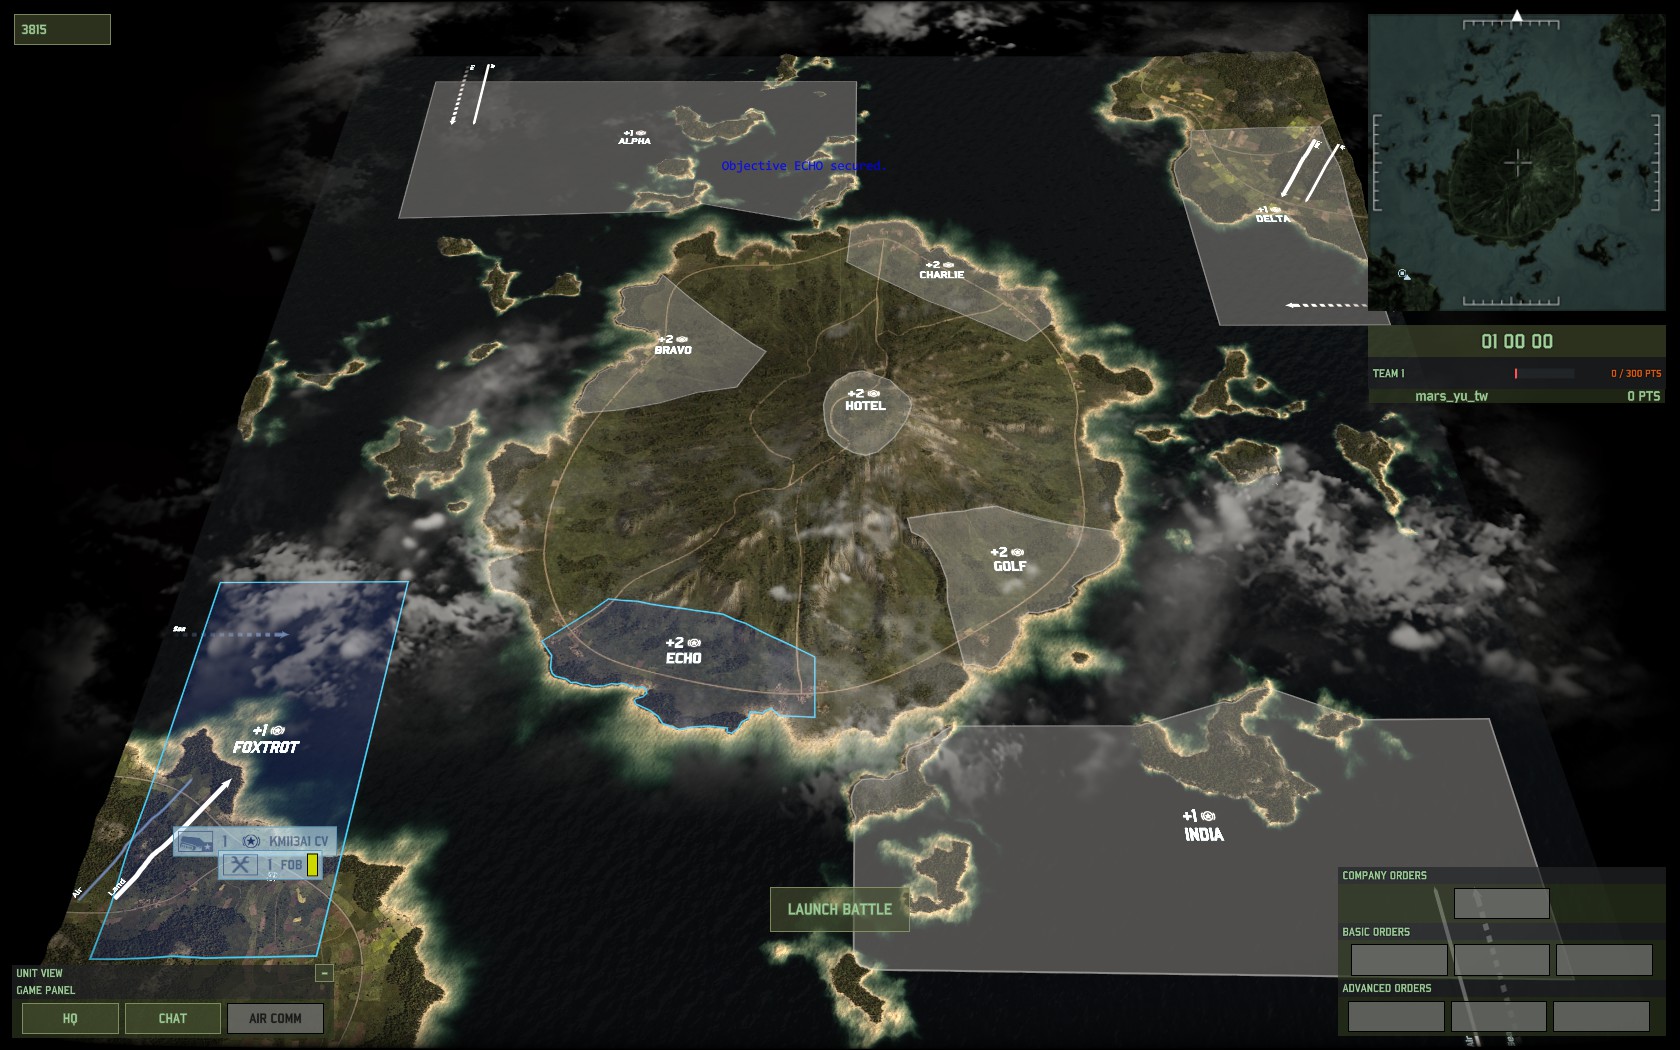 3815
+1
ALPHA
Objective ECHO secured.
+1
DELTA
+2
CHARLIE
+2
BRAVO
+2
HOTEL
01 00 00
TEAM 1
0 / 300 PTS
mars_yu_tw
0 PTS
+2
GOLF
+2
ECHO
Sea
+1
FOXTROT
+1
INDIA
1 KM113A1 CV
1 FOB
Air
Land
LAUNCH BATTLE
COMPANY ORDERS
BASIC ORDERS
ADVANCED ORDERS
UNIT VIEW
GAME PANEL
HQ
CHAT
AIR COMM